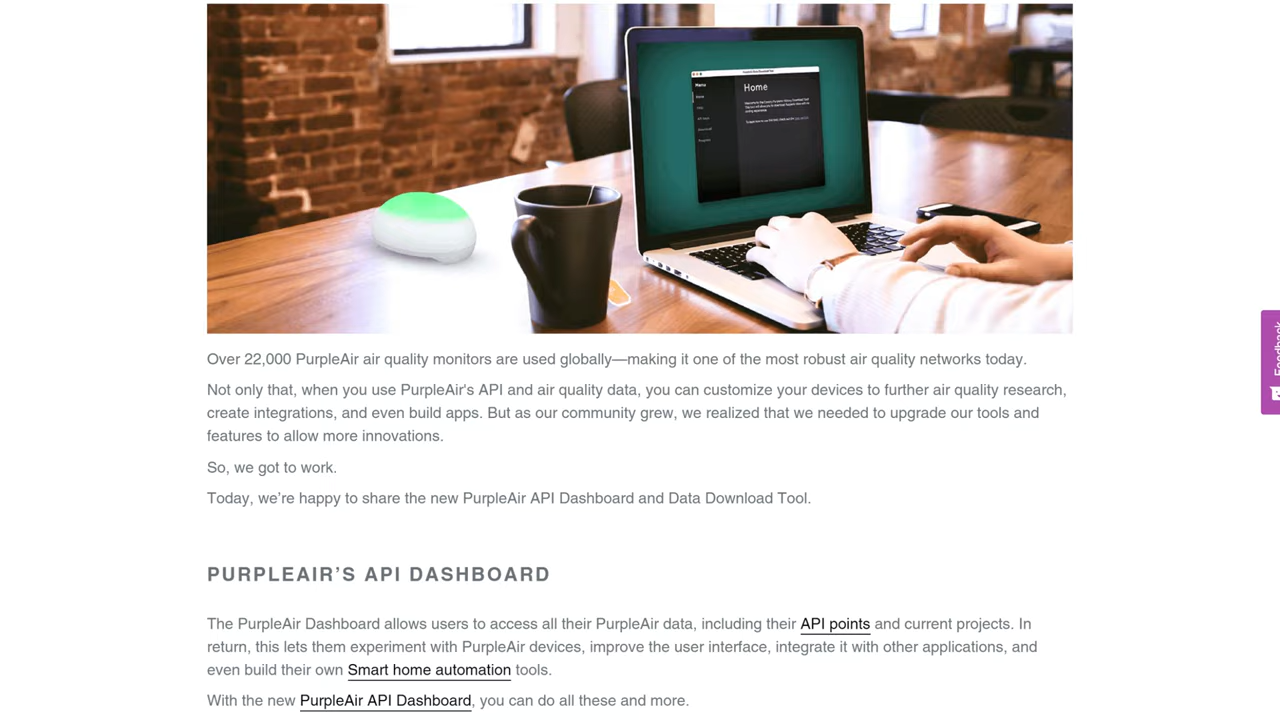 Menu
Home
Home
Over 22,000 PurpleAir air quality monitors are used globally—making it one of the most robust air quality networks today.
Not only that, when you use PurpleAir's API and air quality data, you can customize your devices to further air quality research,
create integrations, and even build apps. But as our community grew, we realized that we needed to upgrade our tools and
features to allow more innovations.
So, we got to work.
Today, we’re happy to share the new PurpleAir API Dashboard and Data Download Tool.
Feedback
PURPLEAIR’S API DASHBOARD
The PurpleAir Dashboard allows users to access all their PurpleAir data, including their API points and current projects. In
return, this lets them experiment with PurpleAir devices, improve the user interface, integrate it with other applications, and
even build their own Smart home automation tools.
With the new PurpleAir API Dashboard, you can do all these and more.